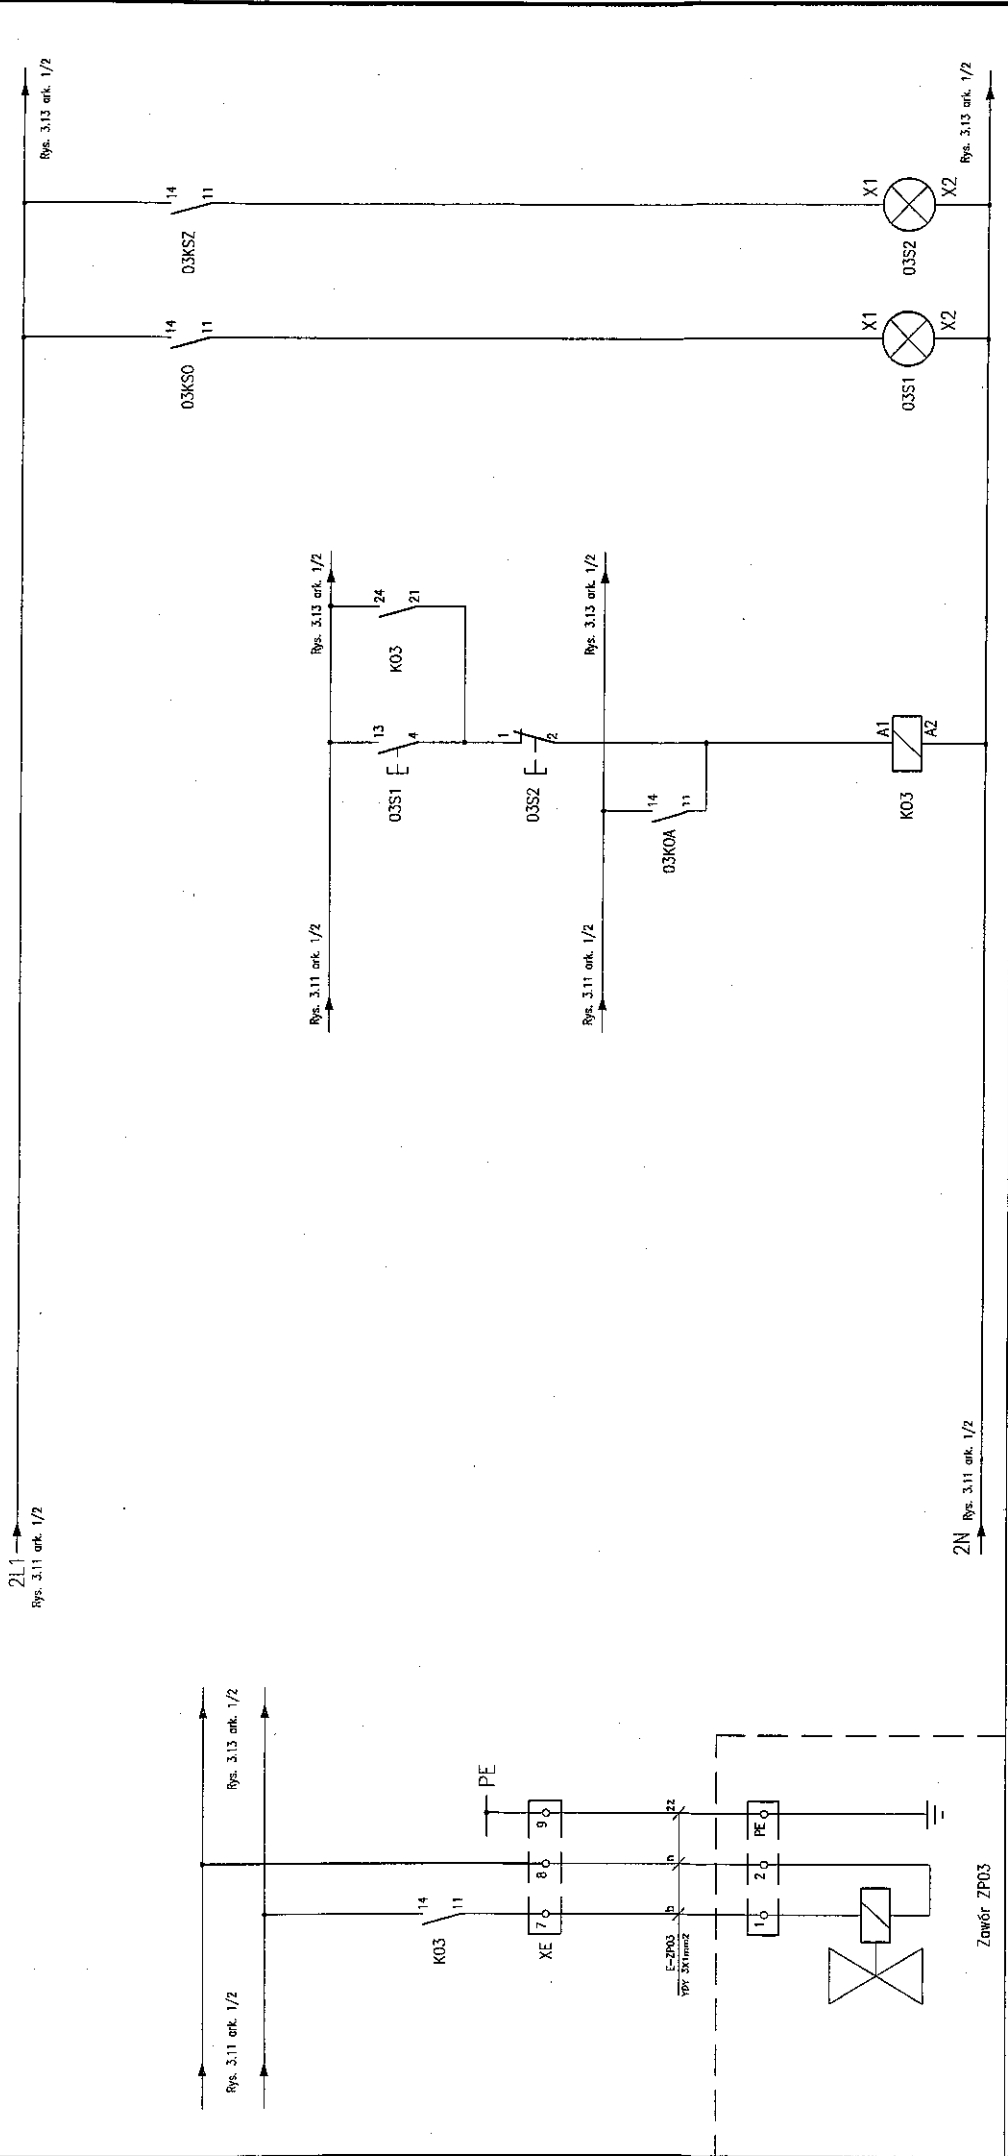 2L1
Rys. 3.11 ark. 1/2
Rys. 3.13 ark. 1/2
Rys. 3.11 ark. 1/2
Rys. 3.13 ark. 1/2
K03
14
11
PE
XE
7
8
9
E-ZP03
YDY 3X1mm2
b
n
zz
1
2
PE
Zawór ZP03
2N
Rys. 3.11 ark. 1/2
Rys. 3.11 ark. 1/2
Rys. 3.13 ark. 1/2
03S1
13
4
K03
24
21
03S2
1
2
Rys. 3.11 ark. 1/2
Rys. 3.13 ark. 1/2
03K0A
14
11
K03
A1
A2
03KSO
14
11
03KSZ
14
11
03S1
X1
X2
03S2
X1
X2
Rys. 3.13 ark. 1/2